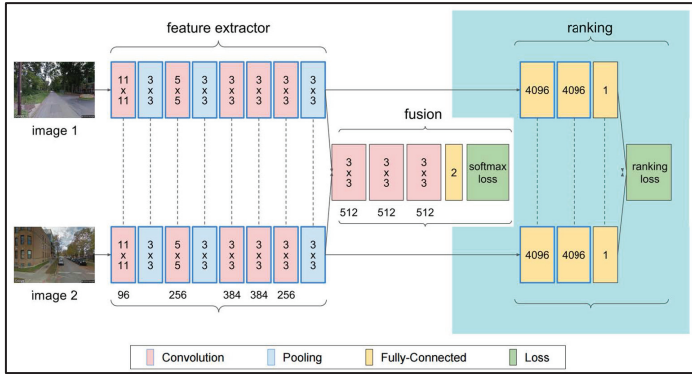 feature extractor
ranking
11 x 11
3 x 3
5 x 5
3 x 3
3 x 3
3 x 3
3 x 3
3 x 3
4096
4096
1
image 1
fusion
3 x 3
3 x 3
3 x 3
2
softmax loss
ranking loss
512
512
512
11 x 11
3 x 3
5 x 5
3 x 3
3 x 3
3 x 3
3 x 3
3 x 3
4096
4096
1
image 2
96
256
384
384
256
Convolution
Pooling
Fully-Connected
Loss